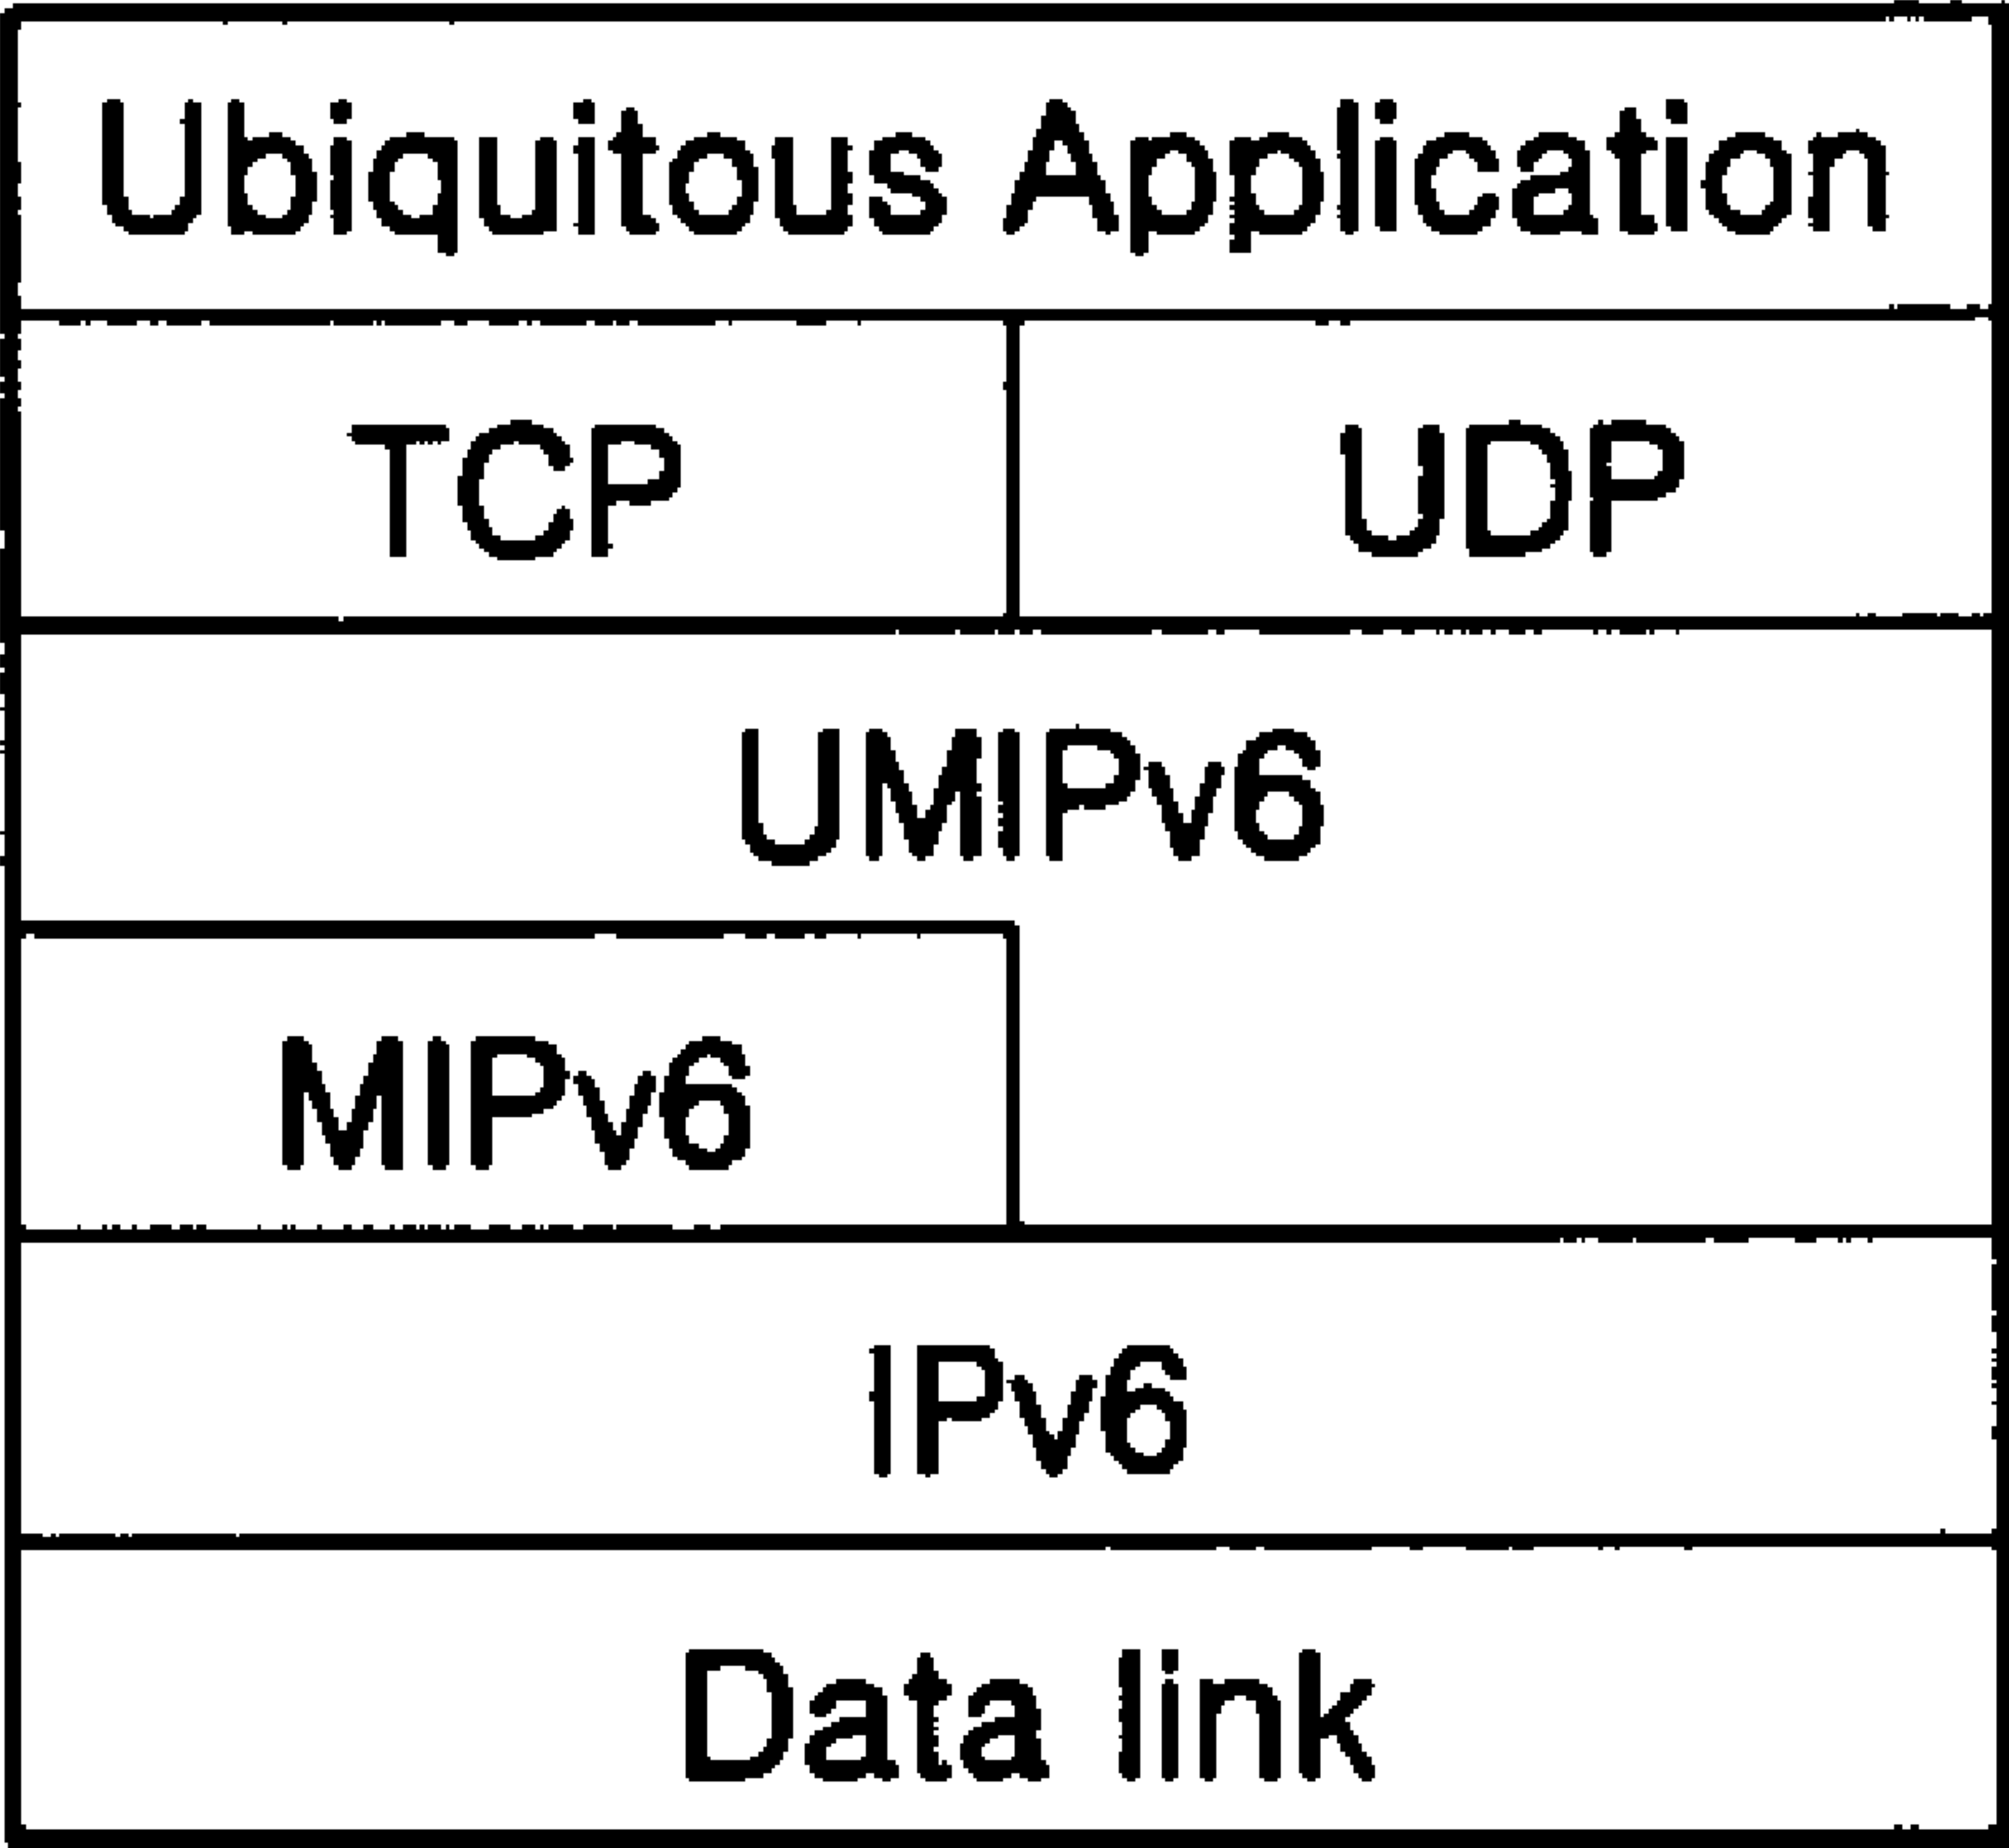 Ubiquitous Application
TCP
UDP
UMIPv6
MIPv6
IPv6
Data link